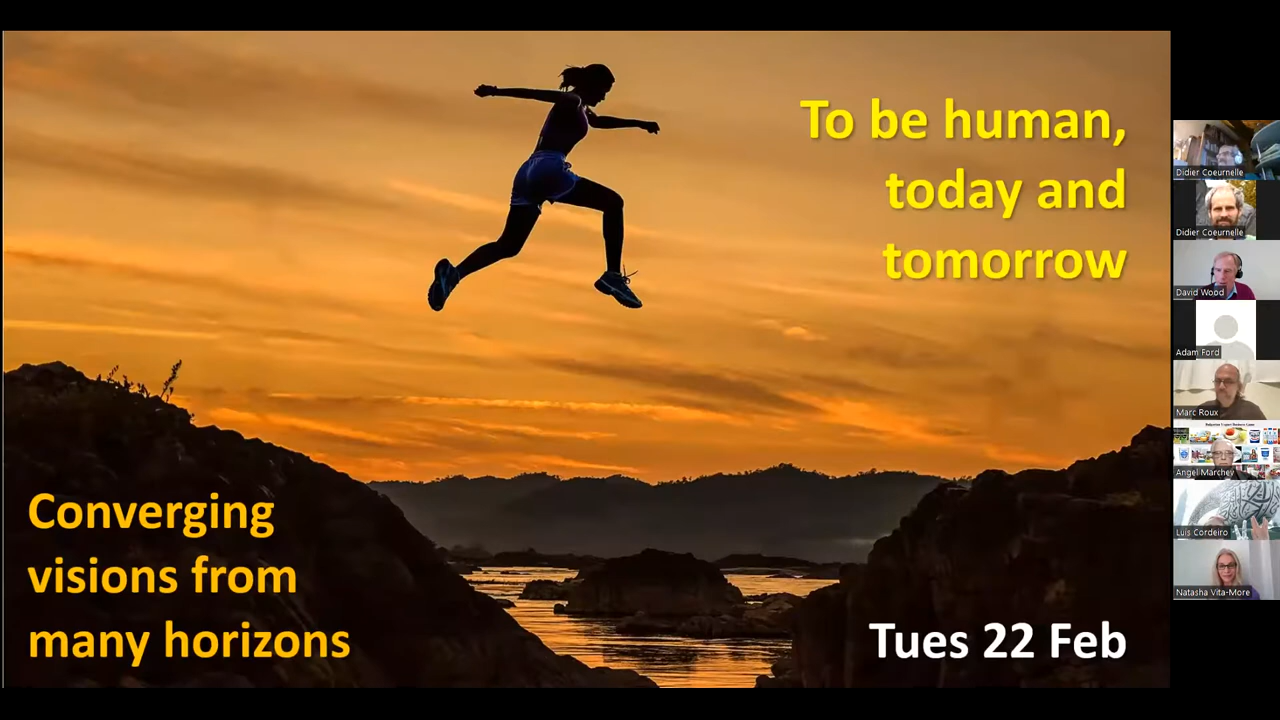 To be human,
today and
tomorrow
Converging
visions from
many horizons
Tues 22 Feb
Didier Coeurnelle
Didier Coeurnelle
David Wood
Adam Ford
Marc Roux
Angel Marchev
Luis Cordeiro
Natasha Vita-More